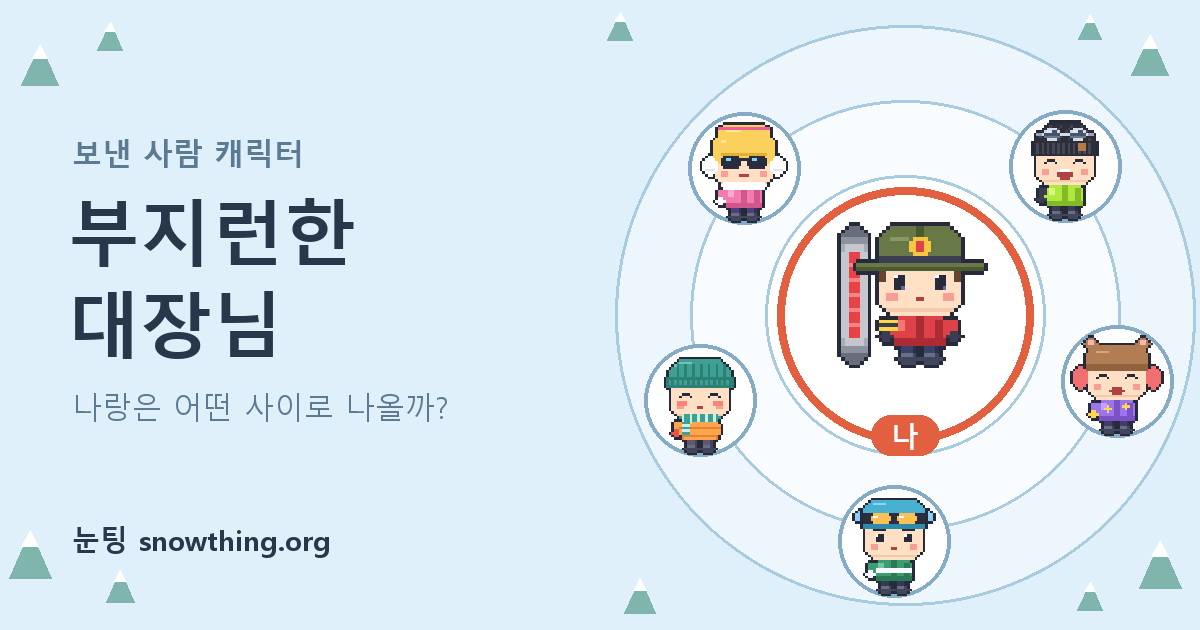 보낸 사람 캐릭터
부지런한
대장님
나랑은 어떤 사이로 나올까?
눈팅 snowthing.org
나